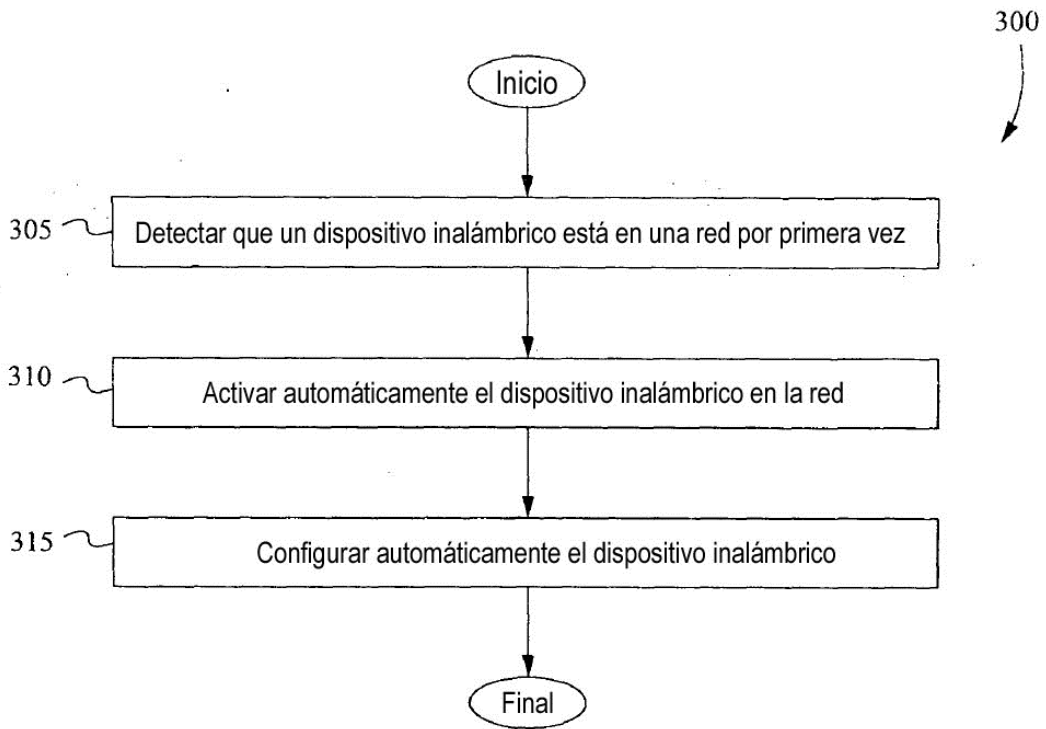 300
Inicio
305
Detectar que un dispositivo inalámbrico está en una red por primera vez
310
Activar automáticamente el dispositivo inalámbrico en la red
315
Configurar automáticamente el dispositivo inalámbrico
Final